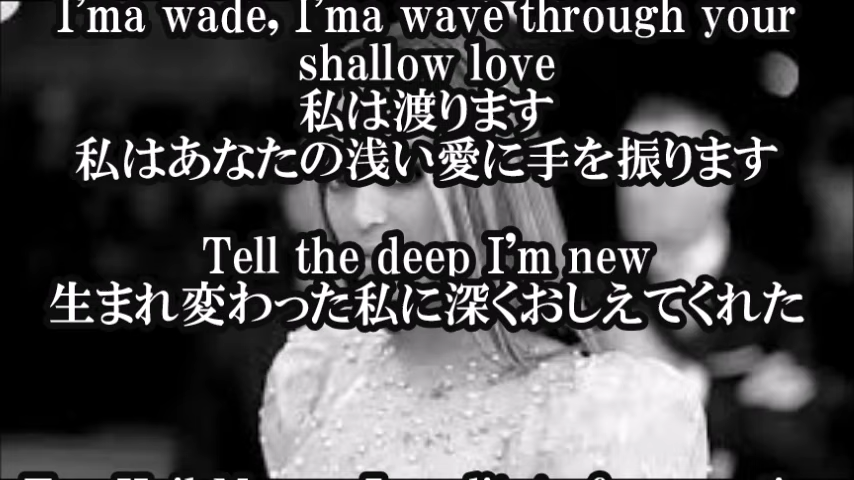 I'ma wade, I'ma wave through your
shallow love
私は渡ります
私はあなたの浅い愛に手を振ります
Tell the deep I'm new
生まれ変わった私に深くおしえてくれた